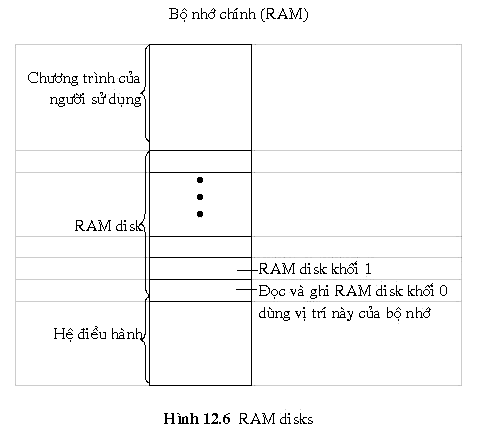 Bộ nhớ chính (RAM)
Chương trình của
người sử dụng
RAM disk
RAM disk khối 1
Đọc và ghi RAM disk khối 0
dùng vị trí này của bộ nhớ
Hệ điều hành
Hình 12.6 RAM disks